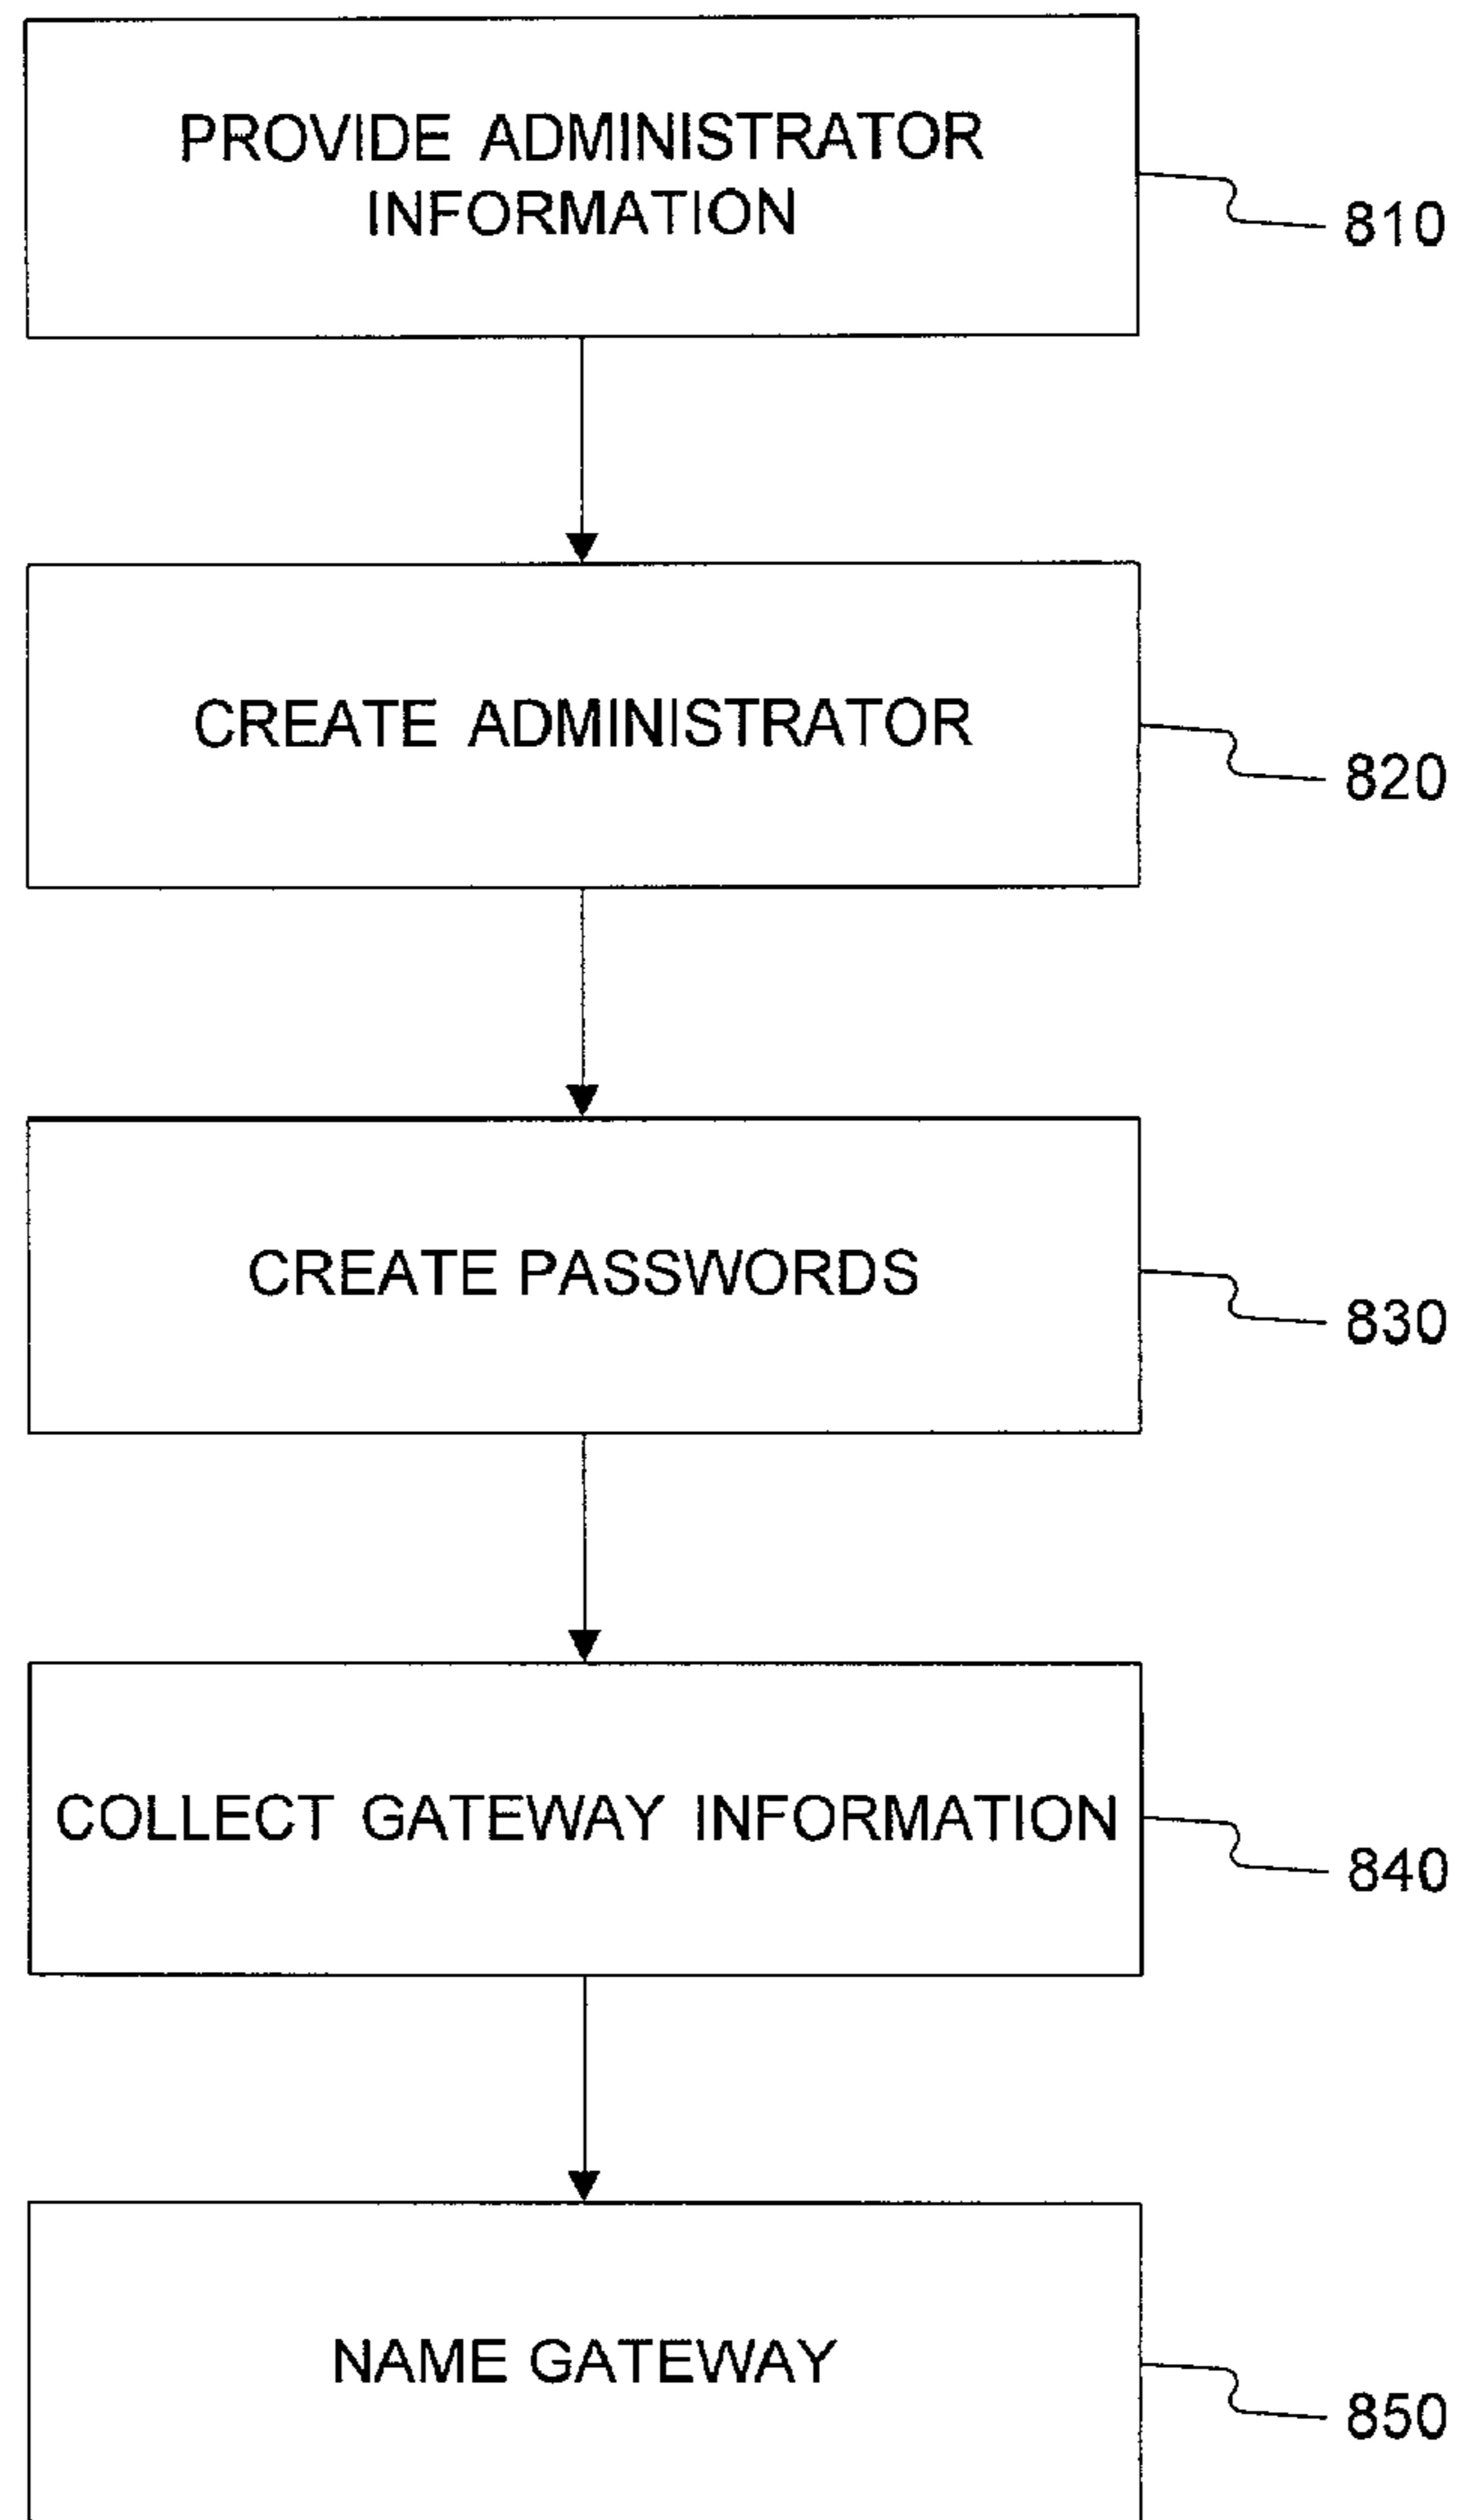 PROVIDE ADMINISTRATOR
INFORMATION
810
CREATE ADMINISTRATOR
820
CREATE PASSWORDS
830
COLLECT GATEWAY INFORMATION
840
NAME GATEWAY
850